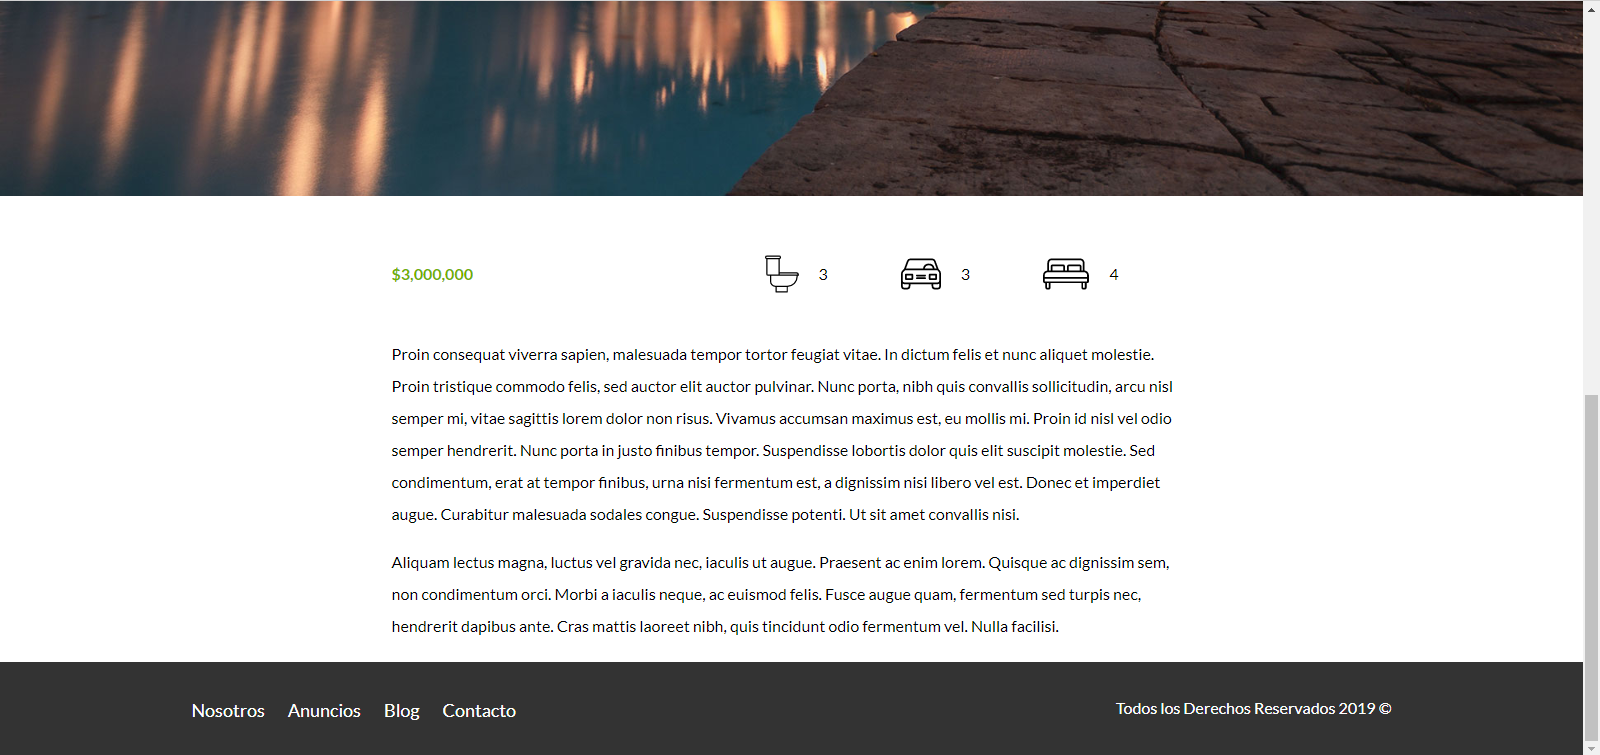 $3,000,000 3 3 4
Proin consequat viverra sapien, malesuada tempor tortor feugiat vitae. In dictum felis et nunc aliquet molestie.
Proin tristique commodo felis, sed auctor elit auctor pulvinar. Nunc porta, nibh quis convallis sollicitudin, arcu nisl
semper mi, vitae sagittis lorem dolor non risus. Vivamus accumsan maximus est, eu mollis mi. Proin id nisl vel odio
semper hendrerit. Nunc porta in justo finibus tempor. Suspendisse lobortis dolor quis elit suscipit molestie. Sed
condimentum, erat at tempor finibus, urna nisi fermentum est, a dignissim nisi libero vel est. Donec et imperdiet
augue. Curabitur malesuada sodales congue. Suspendisse potenti. Ut sit amet convallis nisi.
Aliquam lectus magna, luctus vel gravida nec, iaculis ut augue. Praesent ac enim lorem. Quisque ac dignissim sem,
non condimentum orci. Morbi a iaculis neque, ac euismod felis. Fusce augue quam, fermentum sed turpis nec,
hendrerit dapibus ante. Cras mattis laoreet nibh, quis tincidunt odio fermentum vel. Nulla facilisi.
Nosotros Anuncios Blog Contacto Todos los Derechos Reservados 2019 ©